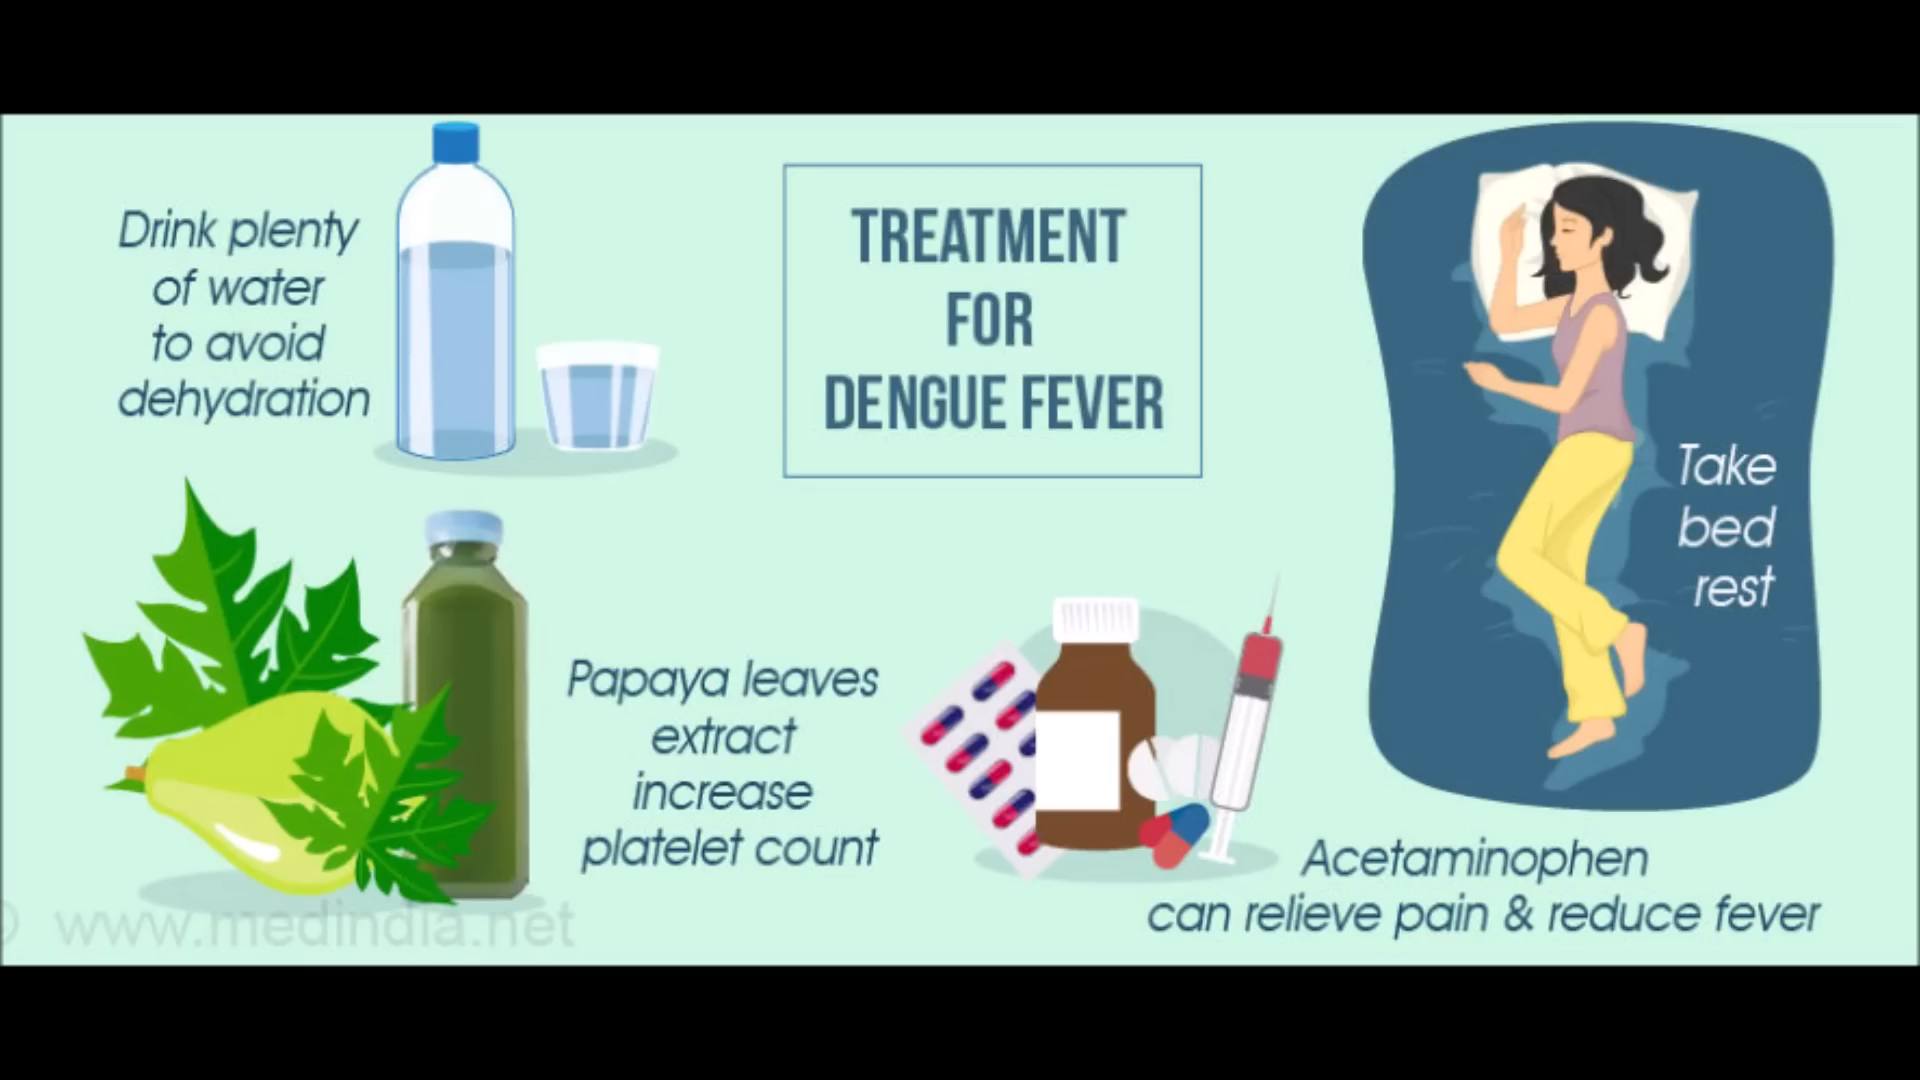 TREATMENT
FOR
DENGUE FEVER
Drink plenty
of water
to avoid
dehydration
Take
bed
rest
Papaya leaves
extract
increase
platelet count
Acetaminophen
can relieve pain & reduce fever
© www.medindia.net